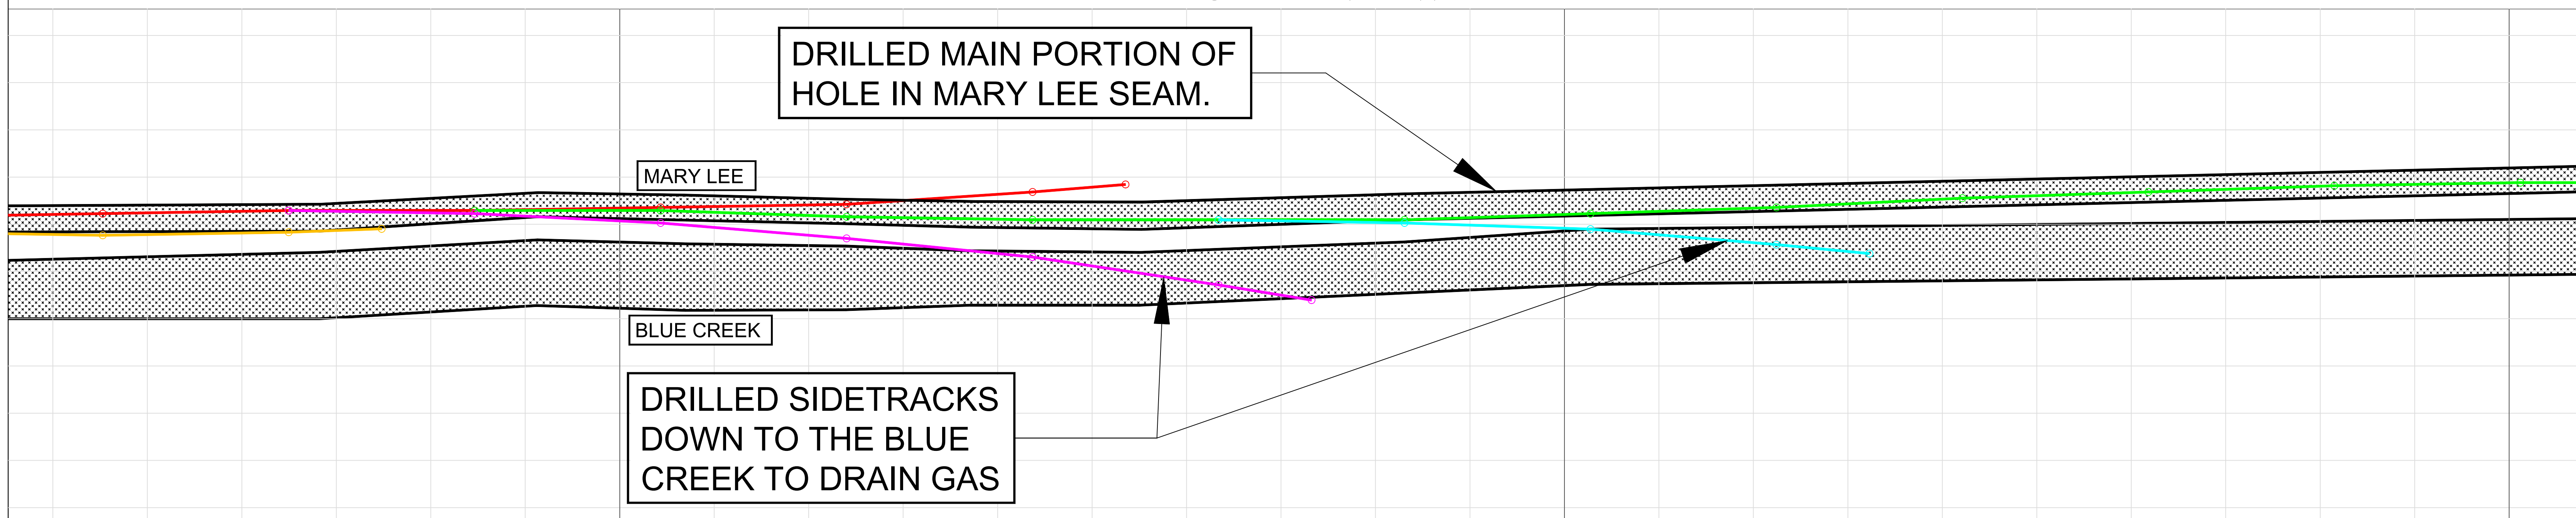 DRILLED MAIN PORTION OF
HOLE IN MARY LEE SEAM.
MARY LEE
BLUE CREEK
DRILLED SIDETRACKS
DOWN TO THE BLUE
CREEK TO DRAIN GAS